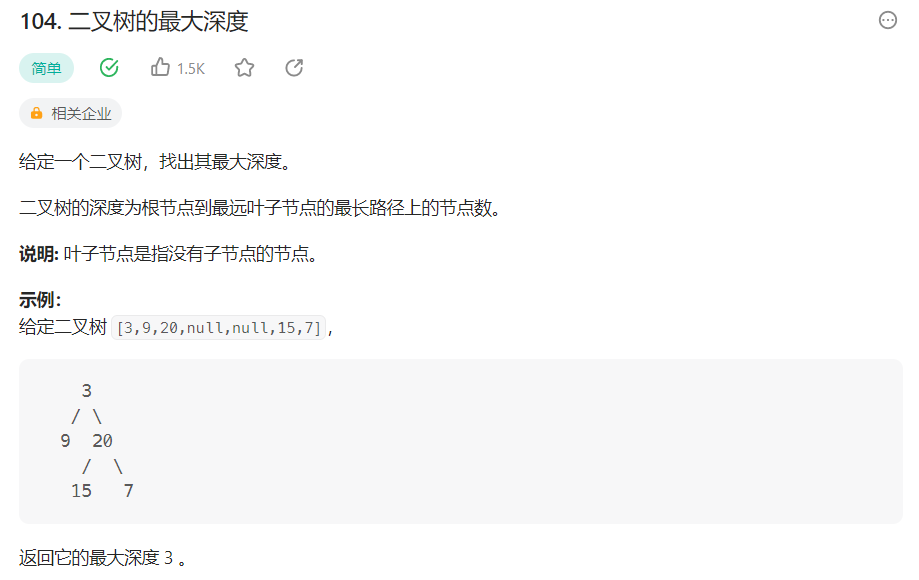 104. 二叉树的最大深度
简单 1.5K
相关企业
给定一个二叉树，找出其最大深度。
二叉树的深度为根节点到最远叶子节点的最长路径上的节点数。
说明: 叶子节点是指没有子节点的节点。
示例：
给定二叉树 [3,9,20,null,null,15,7]，
3
/ \
9 20
/ \
15 7
返回它的最大深度 3 。